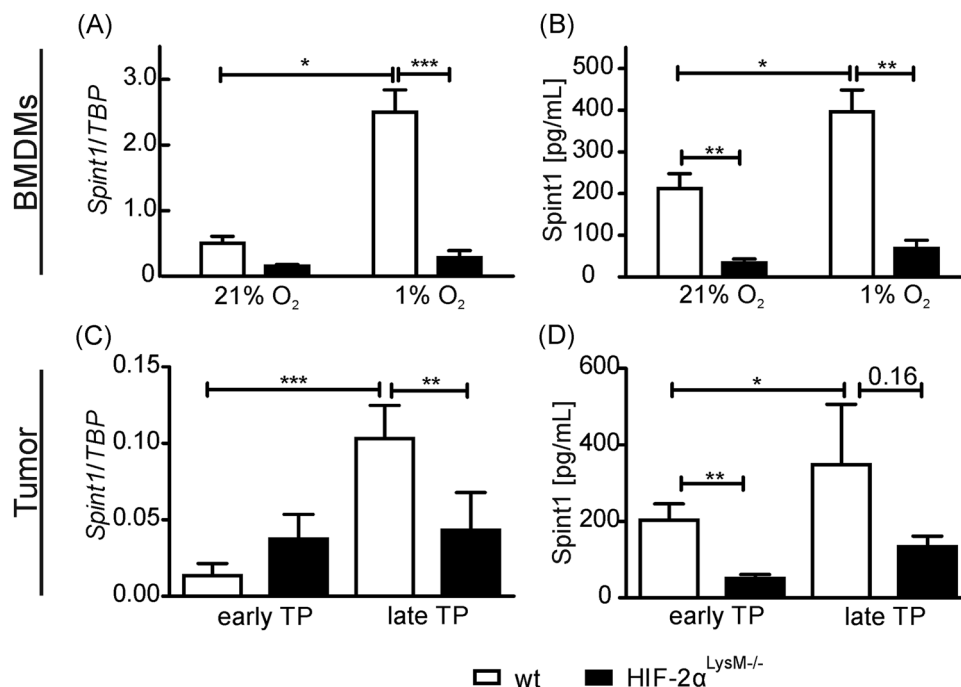 (A)
BMDMs
Spint1/TBP
3.0
2.0
1.0
0
* ***
21% O₂ 1% O₂
(B)
Spint1 [pg/mL]
500
400
300
200
100
0
* **
**
21% O₂ 1% O₂
(C)
Tumor
Spint1/TBP
0.15
0.10
0.05
0.00
*** **
early TP late TP
(D)
Spint1 [pg/mL]
600
400
200
0
* 0.16
**
early TP late TP
wt HIF-2α^LysM-/-